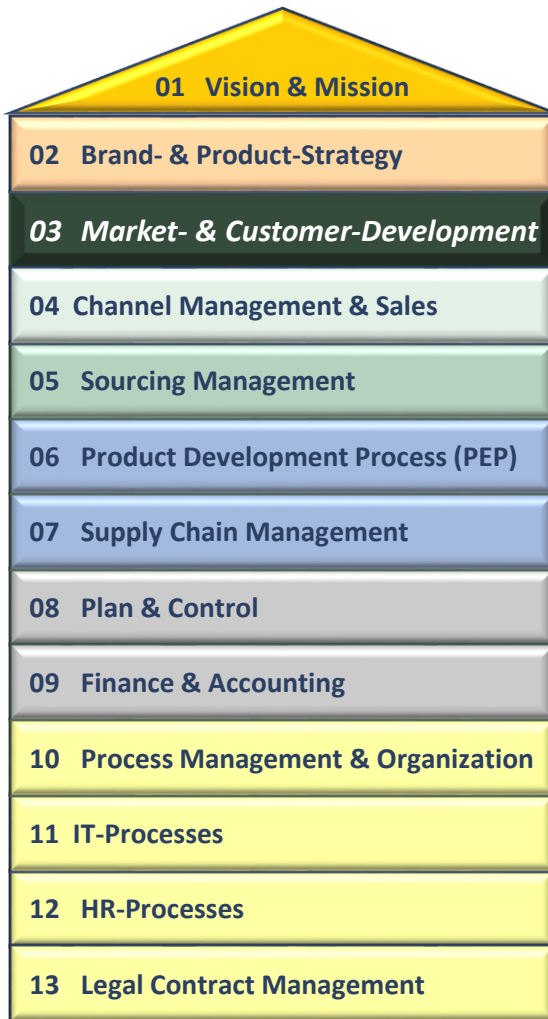 01 Vision & Mission
02 Brand- & Product-Strategy
03 Market- & Customer-Development
04 Channel Management & Sales
05 Sourcing Management
06 Product Development Process (PEP)
07 Supply Chain Management
08 Plan & Control
09 Finance & Accounting
10 Process Management & Organization
11 IT-Processes
12 HR-Processes
13 Legal Contract Management